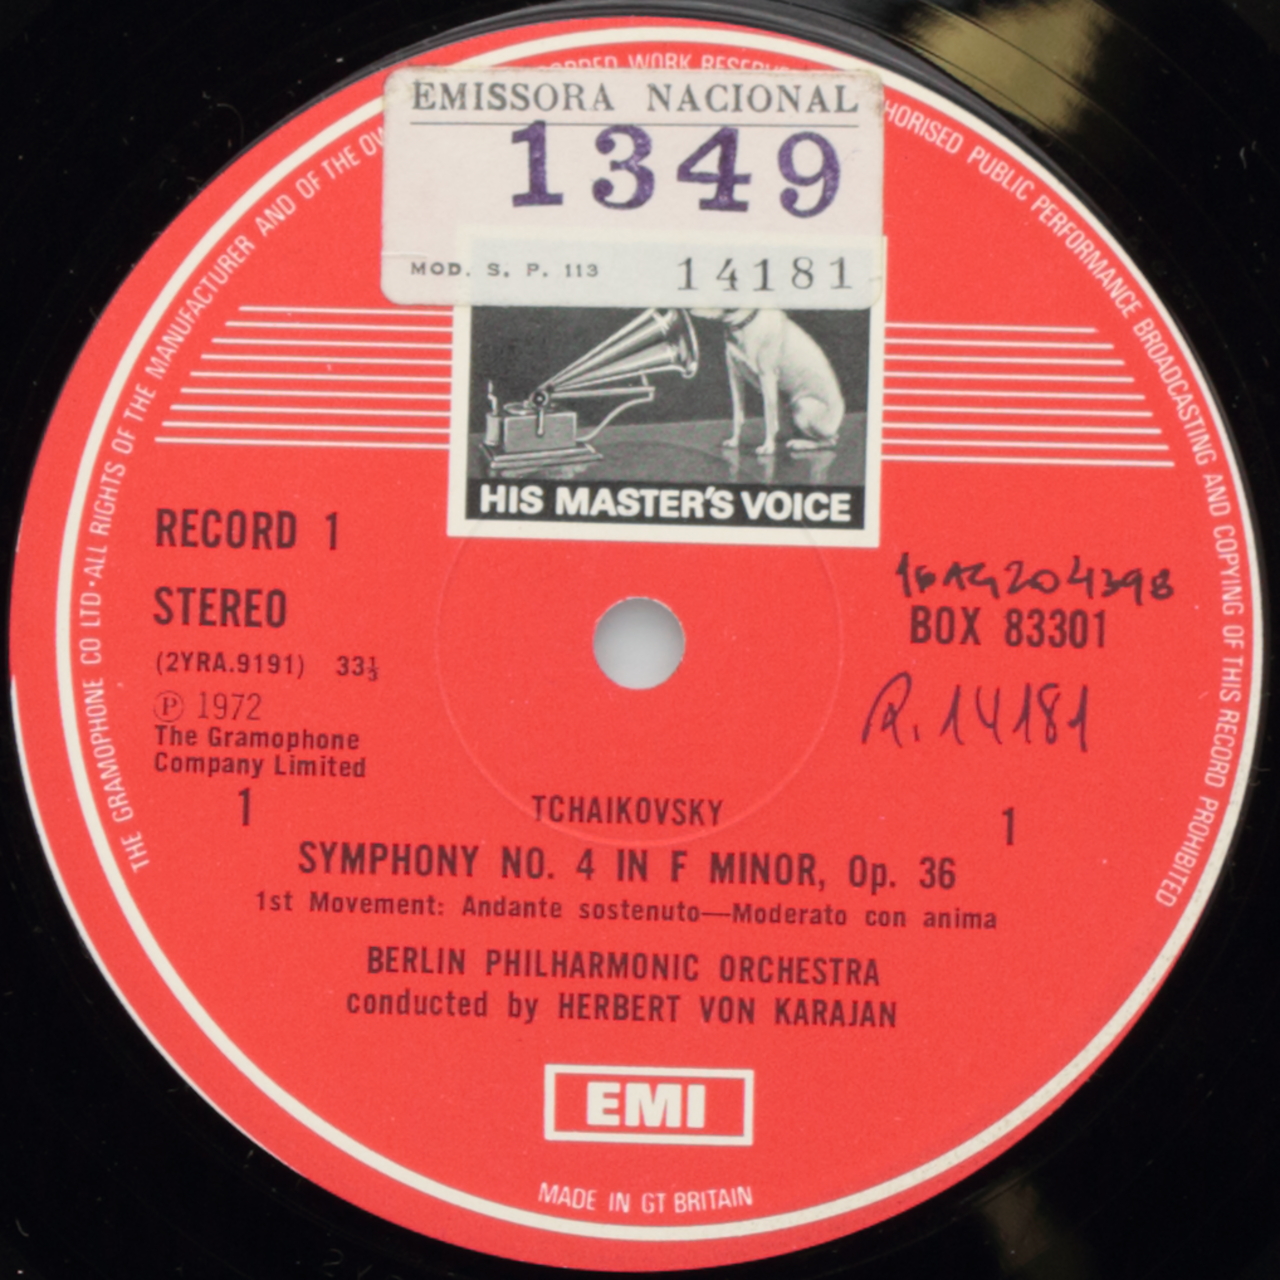 EMISSORA NACIONAL
1349
MOD. S. P. 113 14181
HIS MASTER'S VOICE
RECORD 1
STEREO
(2YRA.9191) 33⅓
Ⓟ 1972
The Gramophone
Company Limited
1
BOX 83301
R. 14181
1
TCHAIKOVSKY
SYMPHONY NO. 4 IN F MINOR, Op. 36
1st Movement: Andante sostenuto—Moderato con anima
BERLIN PHILHARMONIC ORCHESTRA
conducted by HERBERT VON KARAJAN
EMI
MADE IN GT BRITAIN
THE GRAMOPHONE CO LTD·ALL RIGHTS OF THE MANUFACTURER AND OF THE WORK PUBLIC PERFORMANCE BROADCASTING AND COPYING OF THIS RECORD PROHIBITED